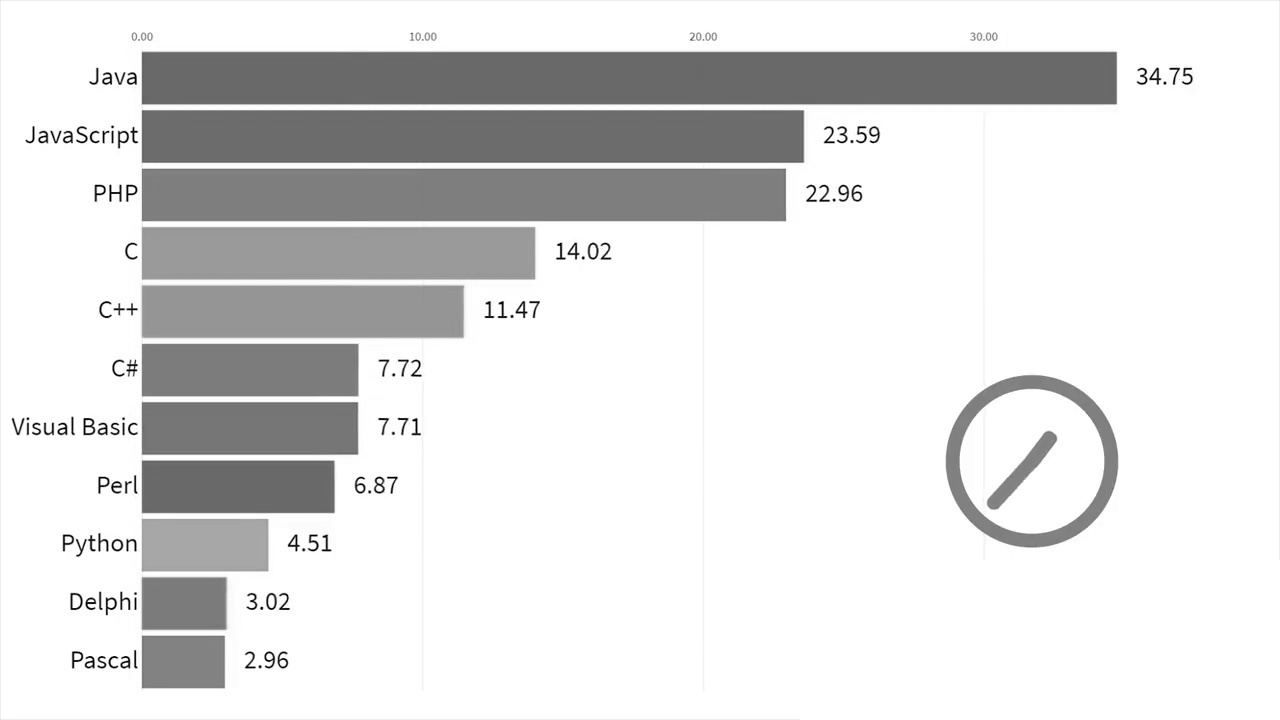 0.00 10.00 20.00 30.00
Java 34.75
JavaScript 23.59
PHP 22.96
C 14.02
C++ 11.47
C# 7.72
Visual Basic 7.71
Perl 6.87
Python 4.51
Delphi 3.02
Pascal 2.96